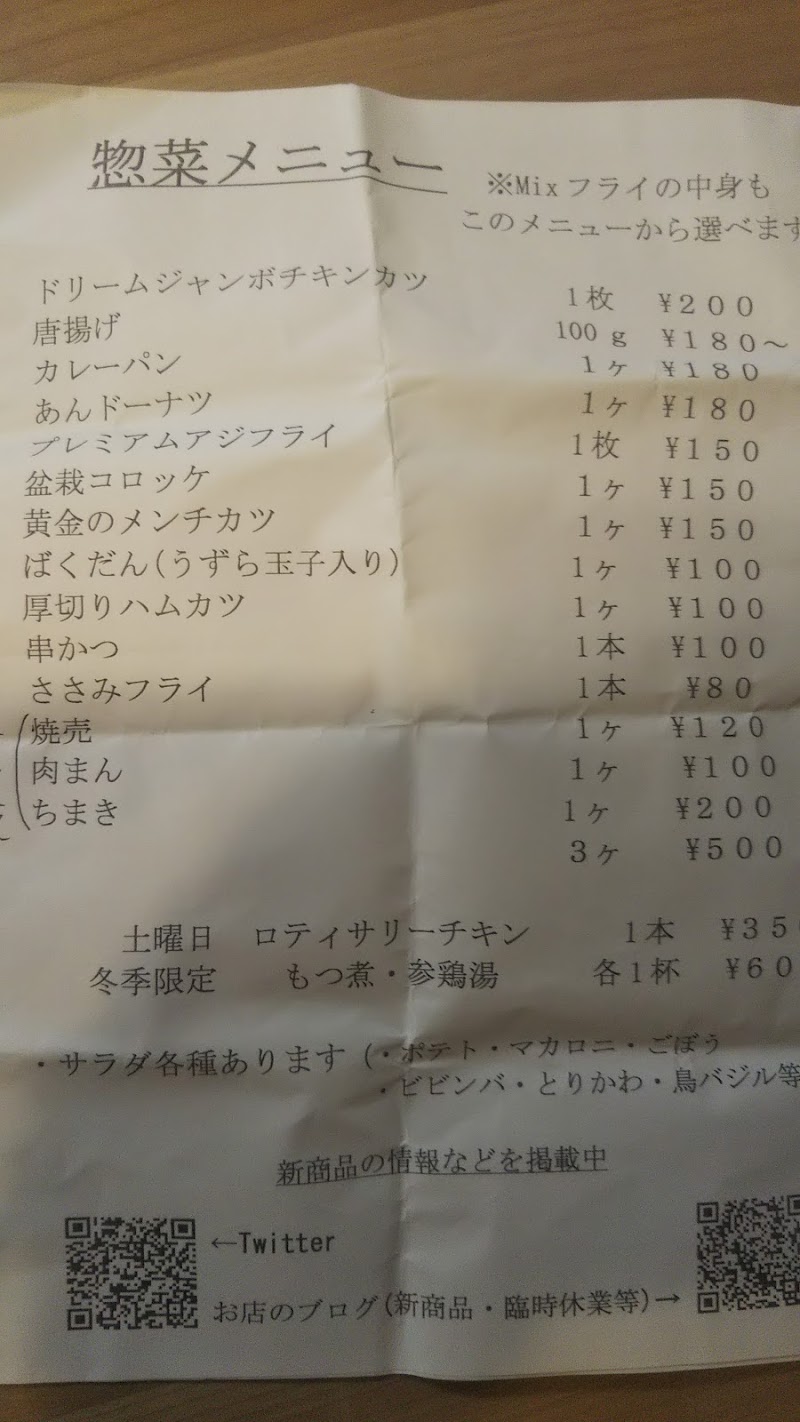 惣菜メニュー
※Mixフライの中身も
このメニューから選べます
ドリームジャンボチキンカツ 1枚 ¥200
唐揚げ 100g ¥180～
カレーパン 1ヶ ¥180
あんドーナツ 1ヶ ¥180
プレミアムアジフライ 1枚 ¥150
盆栽コロッケ 1ヶ ¥150
黄金のメンチカツ 1ヶ ¥150
ばくだん(うずら玉子入り) 1ヶ ¥100
厚切りハムカツ 1ヶ ¥100
串かつ 1本 ¥100
ささみフライ 1本 ¥80
焼売 1ヶ ¥120
肉まん 1ヶ ¥100
ちまき 1ヶ ¥200
3ヶ ¥500
土曜日 ロティサリーチキン 1本 ¥35
冬季限定 もつ煮・参鶏湯 各1杯 ¥60
・サラダ各種あります(・ポテト・マカロニ・ごぼう
・ビビンバ・とりかわ・鳥バジル等
新商品の情報などを掲載中
←Twitter
お店のブログ(新商品・臨時休業等)→